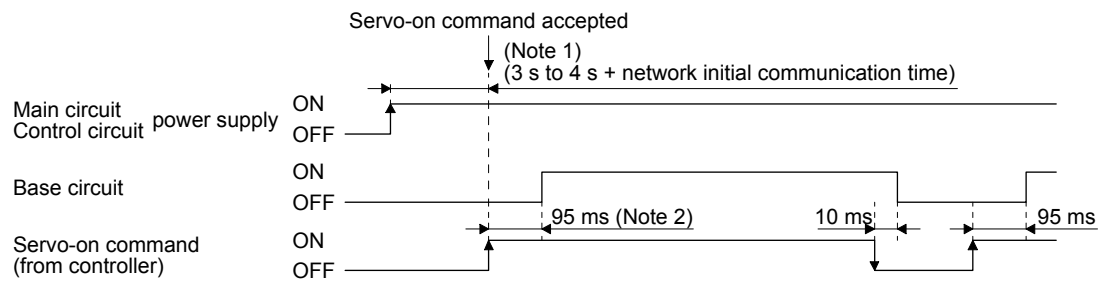 Servo-on command accepted
(Note 1)
(3 s to 4 s + network initial communication time)
Main circuit
Control circuit power supply
ON
OFF
Base circuit
ON
OFF
95 ms (Note 2)
10 ms
95 ms
Servo-on command
(from controller)
ON
OFF